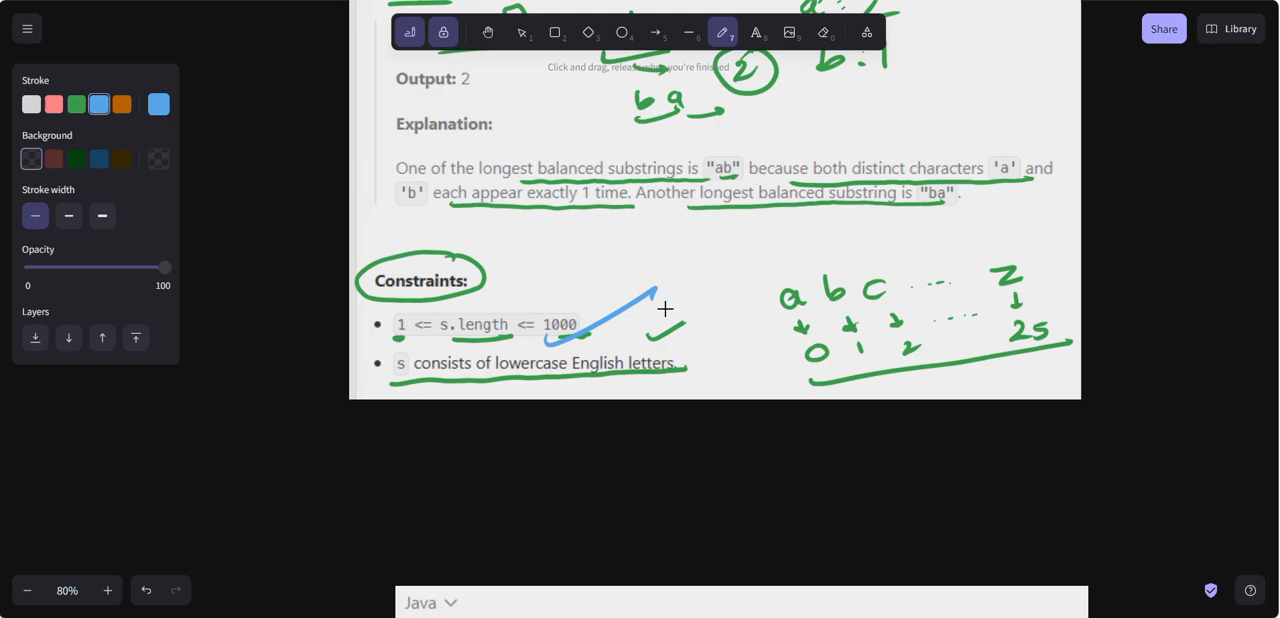 Share
Library
Click and drag, release when you're finished
Stroke
Background
Stroke width
Opacity
0 100
Layers
80%
b : 1
2
Output: 2
b a
Explanation:
One of the longest balanced substrings is "ab" because both distinct characters 'a' and
'b' each appear exactly 1 time. Another longest balanced substring is "ba".
Constraints:
1 <= s.length <= 1000
s consists of lowercase English letters.
a b c ... z
0 1 2 ... 25
Java